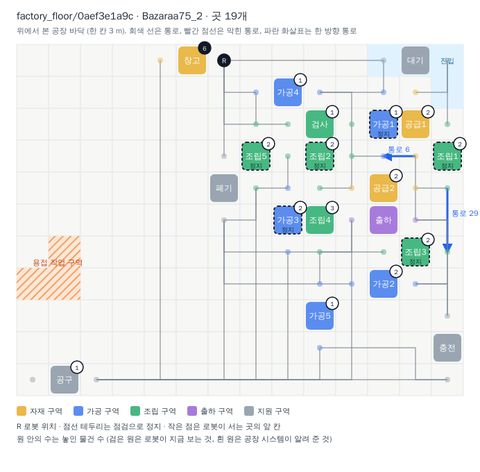 factory_floor/0aef3e1a9c · Bazaraa75_2 · 곳 19개
위에서 본 공장 바닥 (한 칸 3 m). 회색 선은 통로, 빨간 점선은 막힌 통로, 파란 화살표는 한 방향 통로
6
창고
R
대기
진입
1
가공4
1
검사
1
가공1
정지
2
공급1
2
조립5
정지
2
조립2
정지
통로 6
2
조립1
정지
폐기
2
공급2
통로 29
2
가공3
정지
3
조립4
출하
2
조립3
정지
용접 작업 구역
2
가공2
1
가공5
충전
1
공구
자재 구역
가공 구역
조립 구역
출하 구역
지원 구역
R 로봇 위치 · 점선 테두리는 점검으로 정지 · 작은 점은 로봇이 서는 곳의 앞 칸
원 안의 수는 놓인 물건 수 (검은 원은 로봇이 지금 보는 것, 흰 원은 공장 시스템이 알려 준 것)